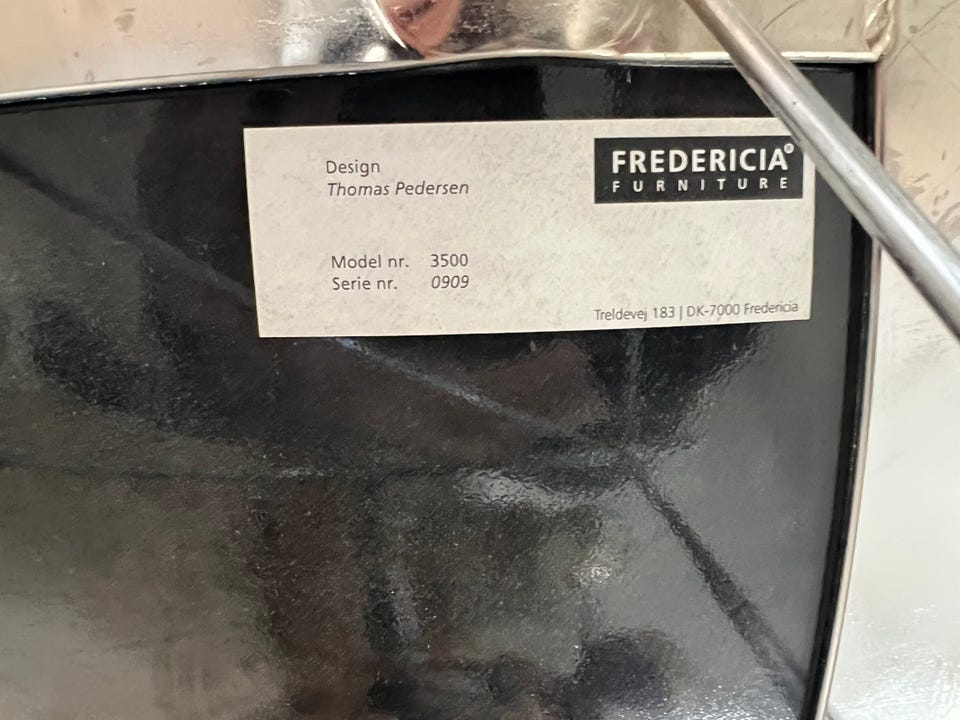 Design
Thomas Pedersen
FREDERICIA®
FURNITURE
Model nr. 3500
Serie nr. 0909
Treldevej 183 | DK-7000 Fredericia